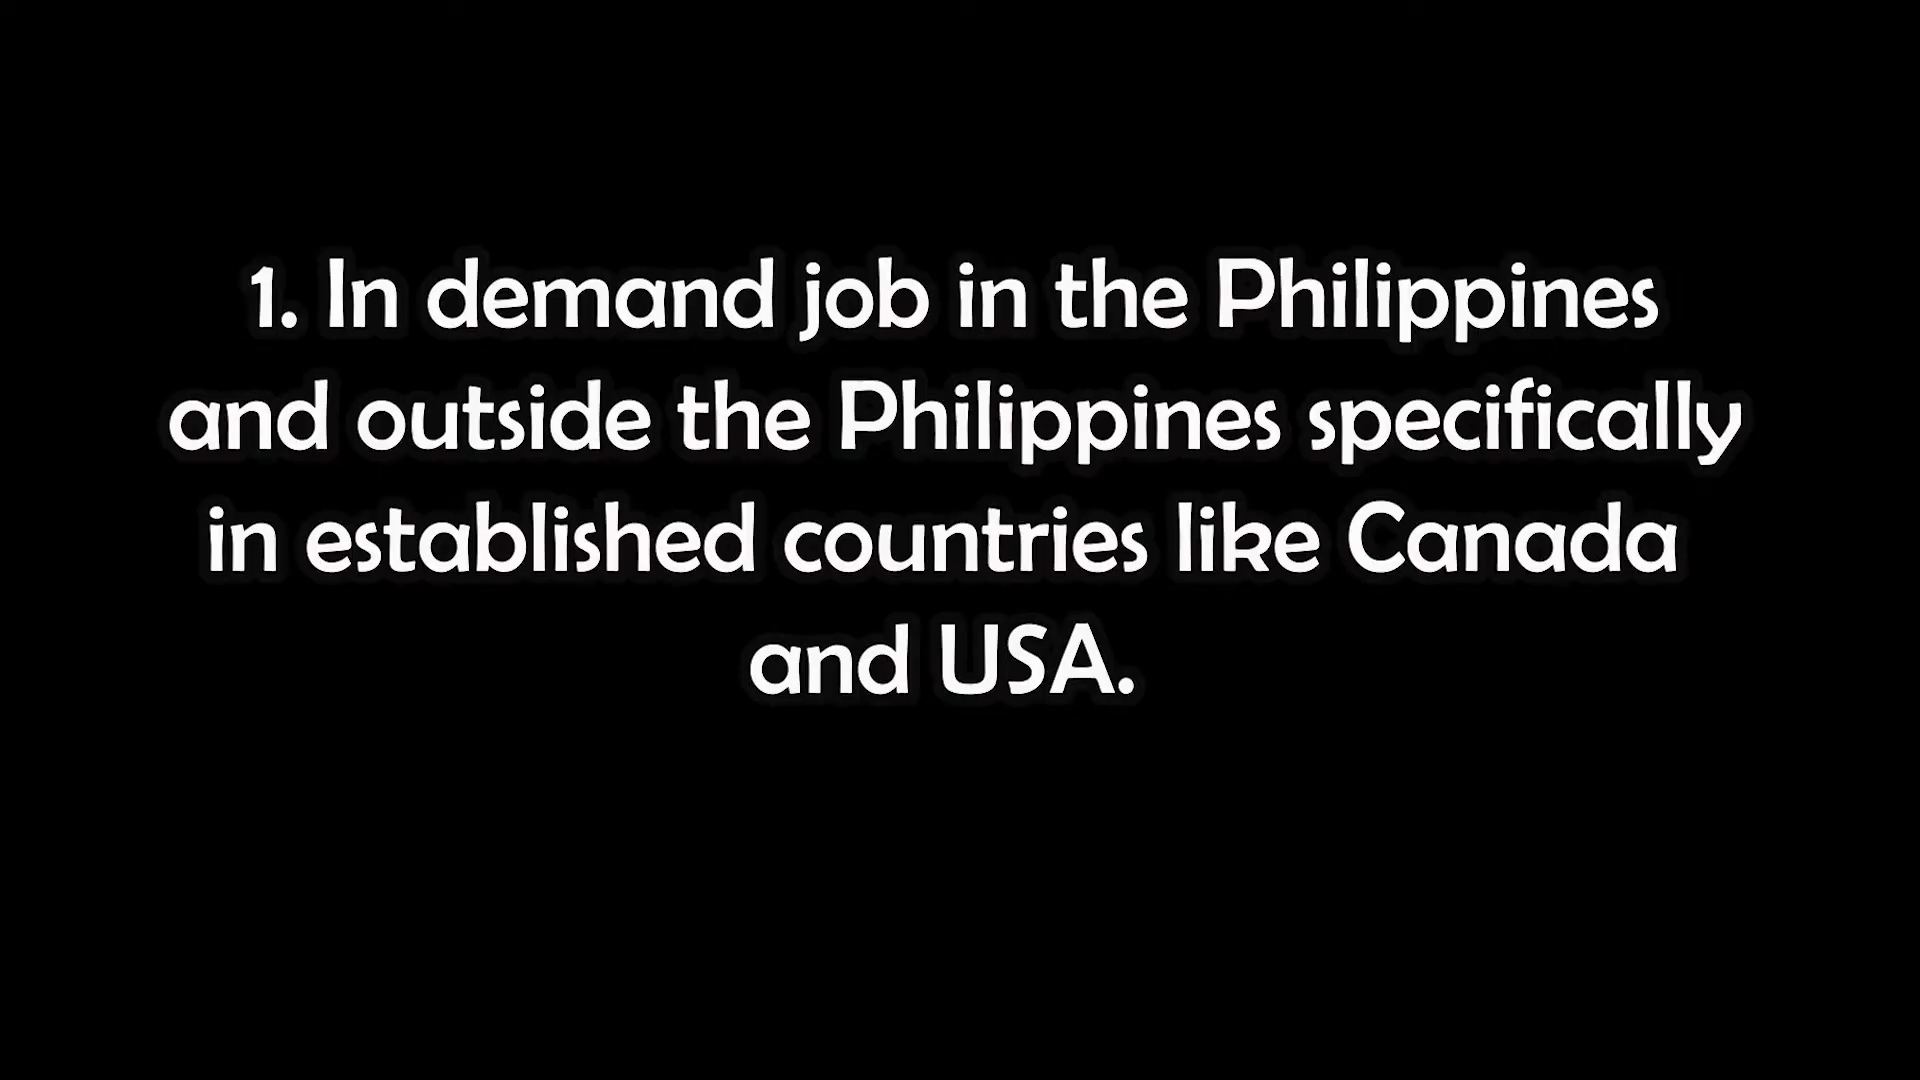 1. In demand job in the Philippines
and outside the Philippines specifically
in established countries like Canada
and USA.